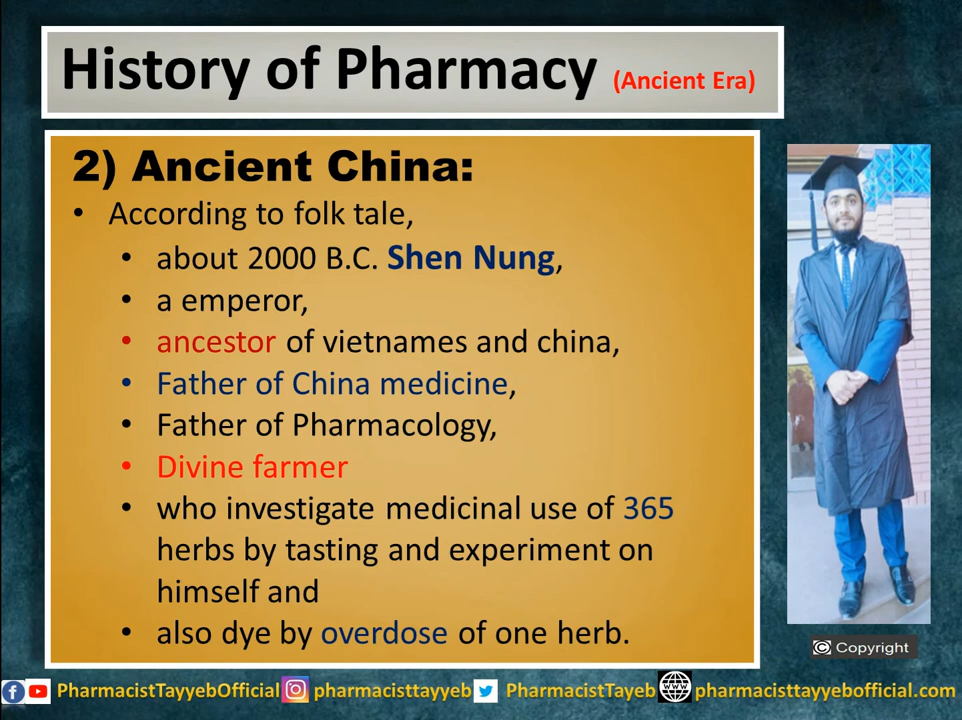 History of Pharmacy (Ancient Era)
2) Ancient China:
• According to folk tale,
• about 2000 B.C. Shen Nung,
• a emperor,
• ancestor of vietnames and china,
• Father of China medicine,
• Father of Pharmacology,
• Divine farmer
• who investigate medicinal use of 365
herbs by tasting and experiment on
himself and
• also dye by overdose of one herb.
C Copyright
PharmacistTayyebOfficial pharmacisttayyeb PharmacistTayeb pharmacisttayyebofficial.com